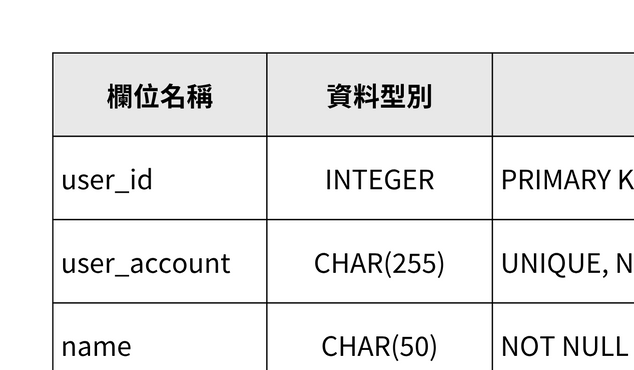 欄位名稱 資料型別
user_id INTEGER PRIMARY K
user_account CHAR(255) UNIQUE, N
name CHAR(50) NOT NULL